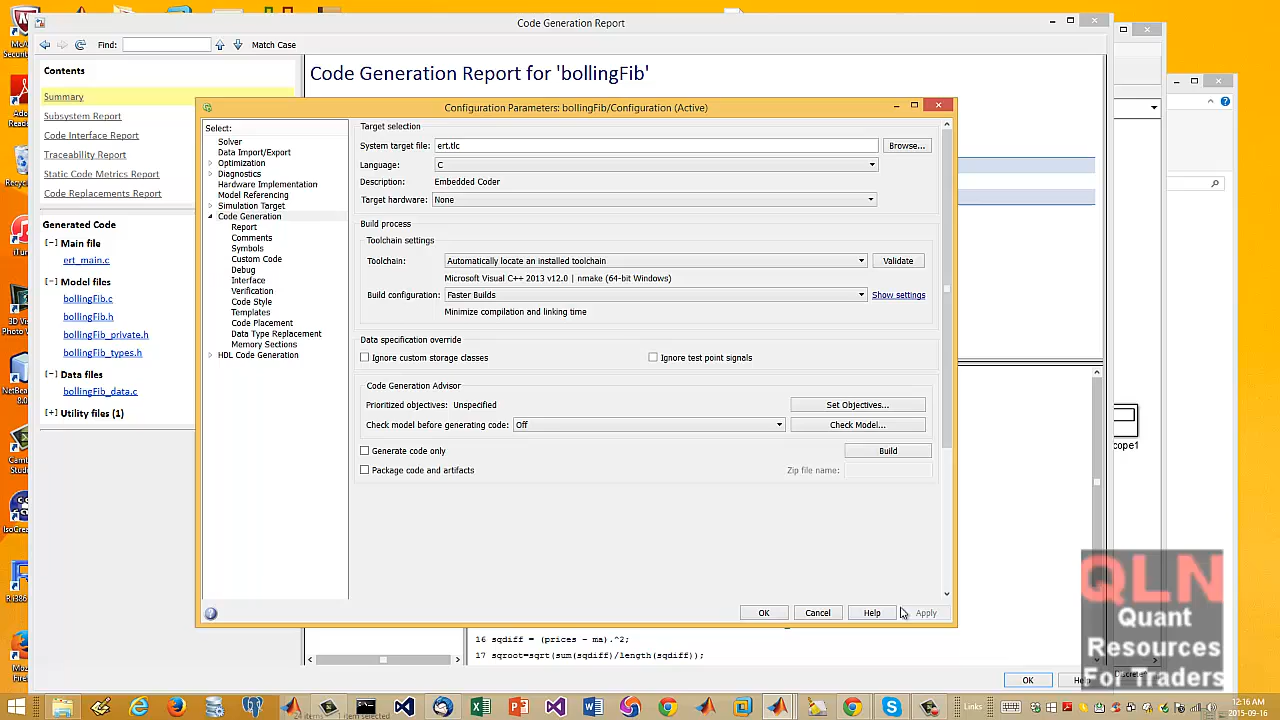 Code Generation Report
Find:
Match Case
Contents
Summary
Subsystem Report
Code Interface Report
Traceability Report
Static Code Metrics Report
Code Replacements Report
Generated Code
[-] Main file
ert_main.c
[-] Model files
bollingFib.c
bollingFib.h
bollingFib_private.h
bollingFib_types.h
[-] Data files
bollingFib_data.c
[+] Utility files (1)
Code Generation Report for 'bollingFib'
Configuration Parameters: bollingFib/Configuration (Active)
Select:
Solver
Data Import/Export
Optimization
Diagnostics
Hardware Implementation
Model Referencing
Simulation Target
Code Generation
Report
Comments
Symbols
Custom Code
Debug
Interface
Verification
Code Style
Templates
Code Placement
Data Type Replacement
Memory Sections
HDL Code Generation
Target selection
System target file: ert.tlc Browse...
Language: C
Description: Embedded Coder
Target hardware: None
Build process
Toolchain settings
Toolchain: Automatically locate an installed toolchain Validate
Microsoft Visual C++ 2013 v12.0 | nmake (64-bit Windows)
Build configuration: Faster Builds Show settings
Minimize compilation and linking time
Data specification override
Ignore custom storage classes Ignore test point signals
Code Generation Advisor
Prioritized objectives: Unspecified Set Objectives...
Check model before generating code: Off Check Model...
Generate code only Build
Package code and artifacts Zip file name:
OK Cancel Help Apply
16 sqdiff = (prices - ma).^2;
17 sqroot=sqrt(sum(sqdiff)/length(sqdiff));
OK
cope1
QLN
Quant
Resources
For Traders
Links
12:16 AM
2015-09-16